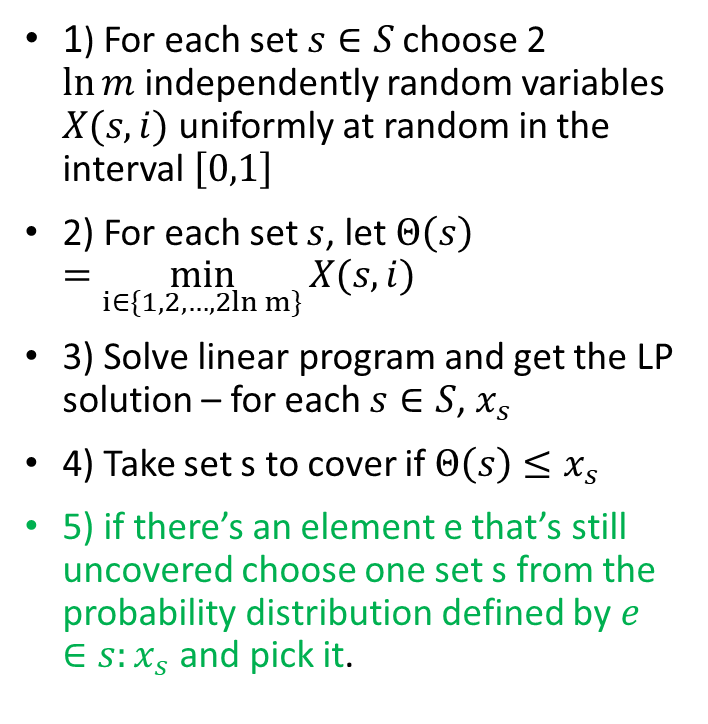 • 1) For each set 𝑠 ∈ 𝑆 choose 2
ln 𝑚 independently random variables
𝑋(𝑠, 𝑖) uniformly at random in the
interval [0,1]
• 2) For each set 𝑠, let Θ(𝑠)
= min 𝑋(𝑠, 𝑖)
i∈{1,2,…,2ln m}
• 3) Solve linear program and get the LP
solution – for each 𝑠 ∈ 𝑆, 𝑥ₛ
• 4) Take set s to cover if Θ(𝑠) ≤ 𝑥ₛ
• 5) if there’s an element e that’s still
uncovered choose one set s from the
probability distribution defined by 𝑒
∈ 𝑠: 𝑥ₛ and pick it.